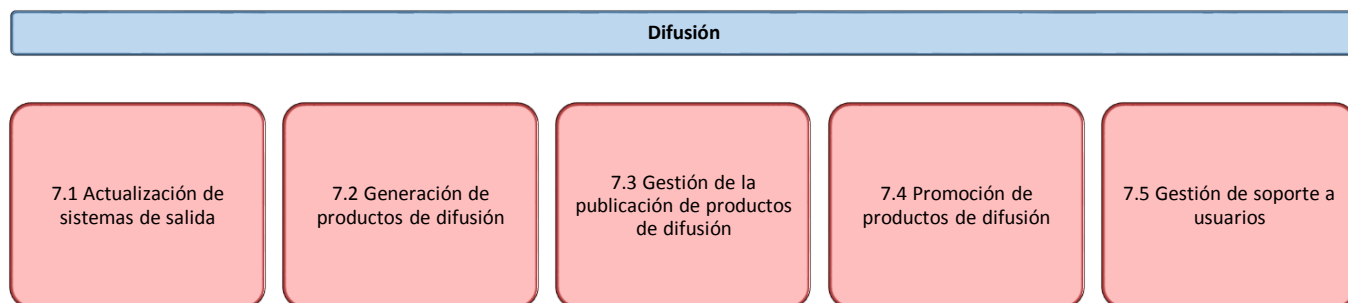 Difusión
7.1 Actualización de
sistemas de salida
7.2 Generación de
productos de difusión
7.3 Gestión de la
publicación de productos
de difusión
7.4 Promoción de
productos de difusión
7.5 Gestión de soporte a
usuarios